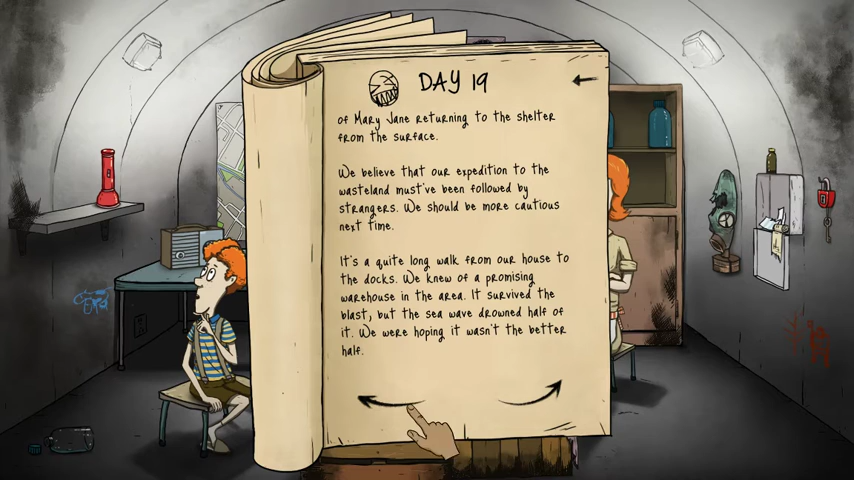 DAY 19
of Mary Jane returning to the shelter
from the surface.
We believe that our expedition to the
wasteland must've been followed by
strangers. We should be more cautious
next time.
It's a quite long walk from our house to
the docks. We knew of a promising
warehouse in the area. It survived the
blast, but the sea wave drowned half of
it. We were hoping it wasn't the better
half.